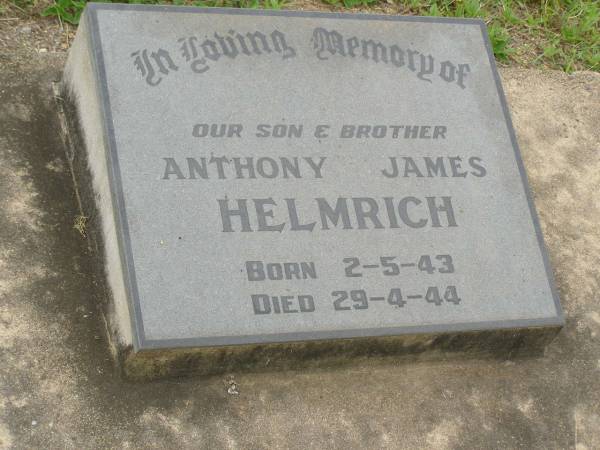 In Loving Memory of
OUR SON & BROTHER
ANTHONY JAMES
HELMRICH
BORN 2-5-43
DIED 29-4-44